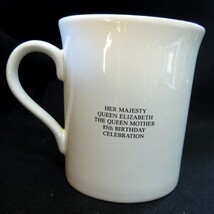 HER MAJESTY
QUEEN ELIZABETH
THE QUEEN MOTHER
85th BIRTHDAY
CELEBRATION